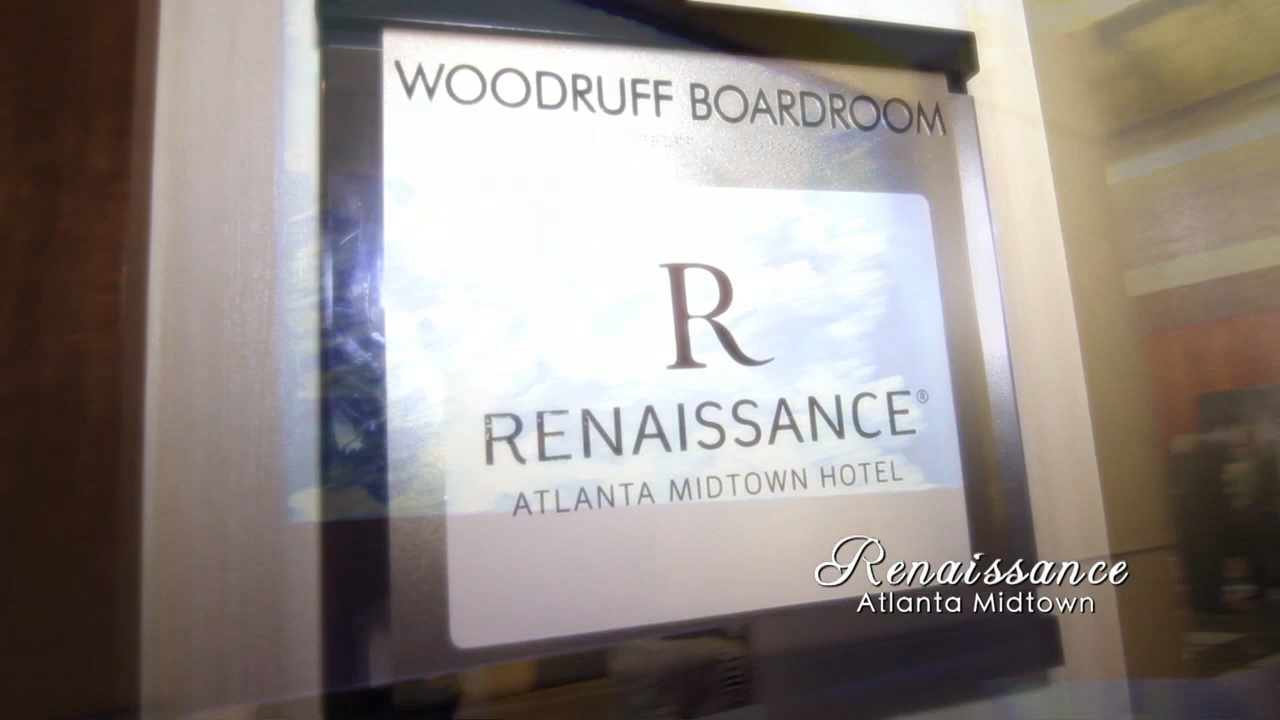 WOODRUFF BOARDROOM
R
RENAISSANCE®
ATLANTA MIDTOWN HOTEL
Renaissance
Atlanta Midtown